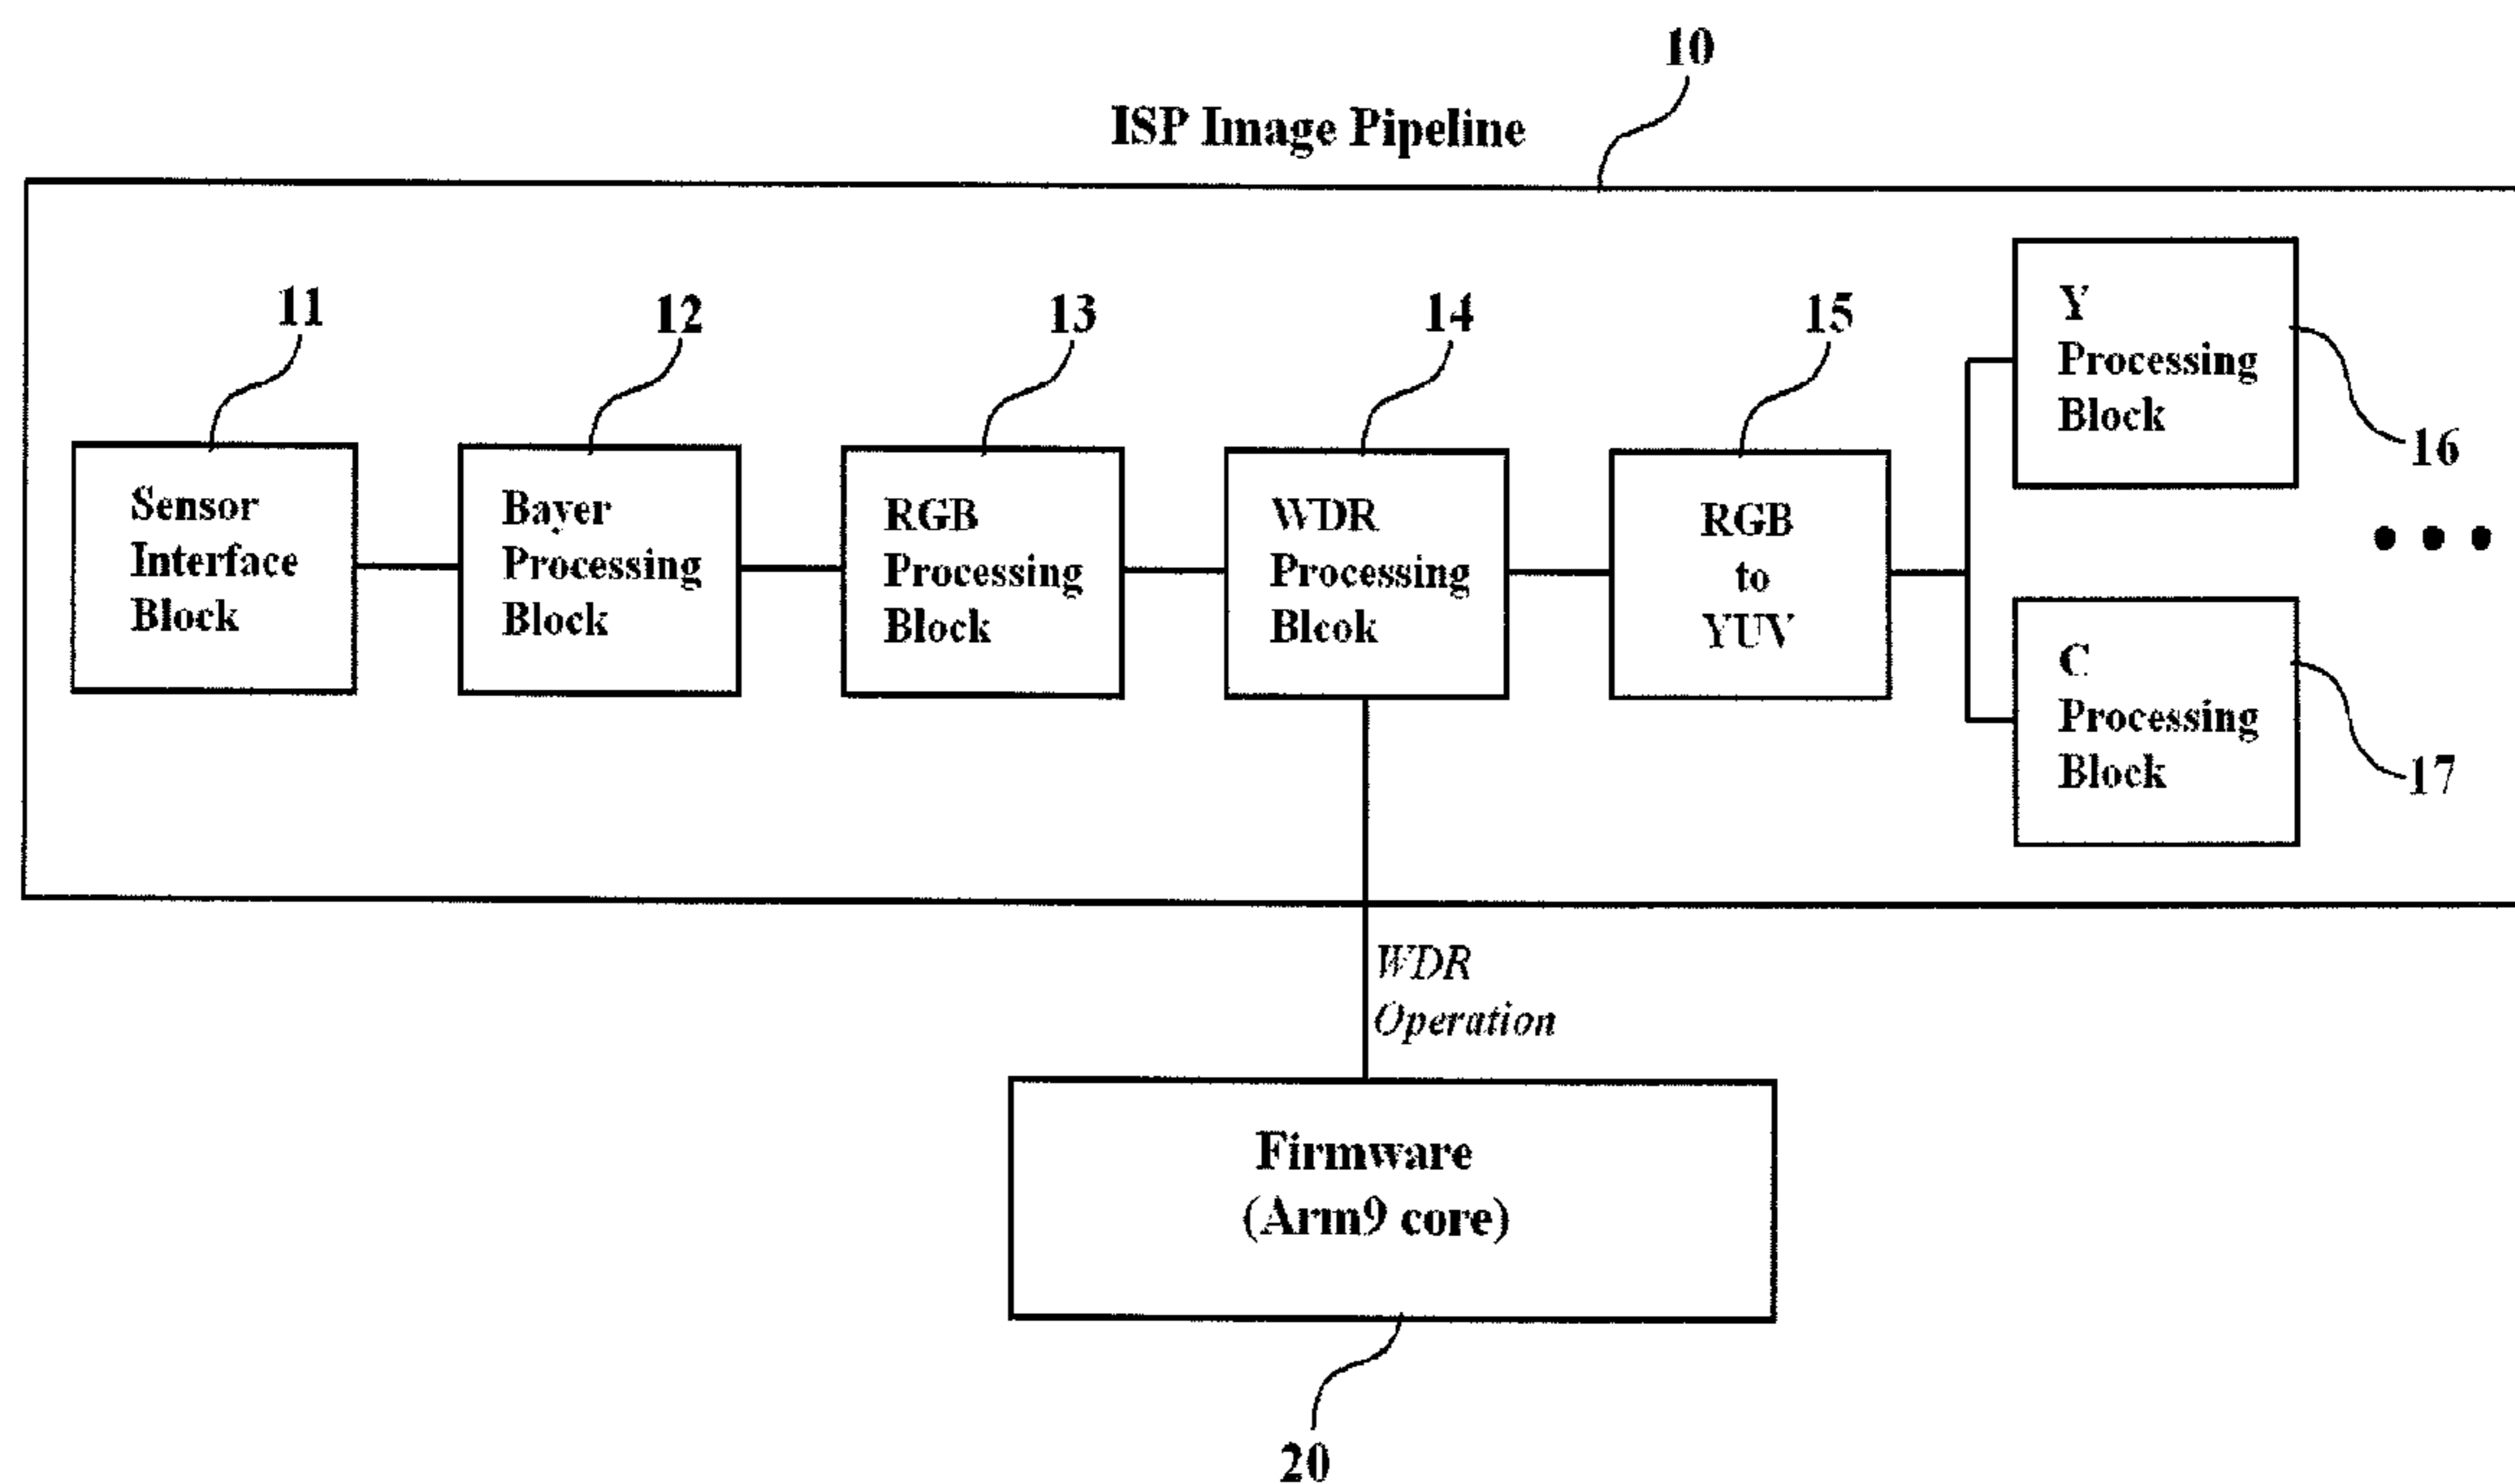 10
ISP Image Pipeline
11
12
13
14
15
16
17
Sensor
Interface
Block
Bayer
Processing
Block
RGB
Processing
Block
WDR
Processing
Blcok
RGB
to
YUV
Y
Processing
Block
C
Processing
Block
WDR
Operation
Firmware
(Arm9 core)
20